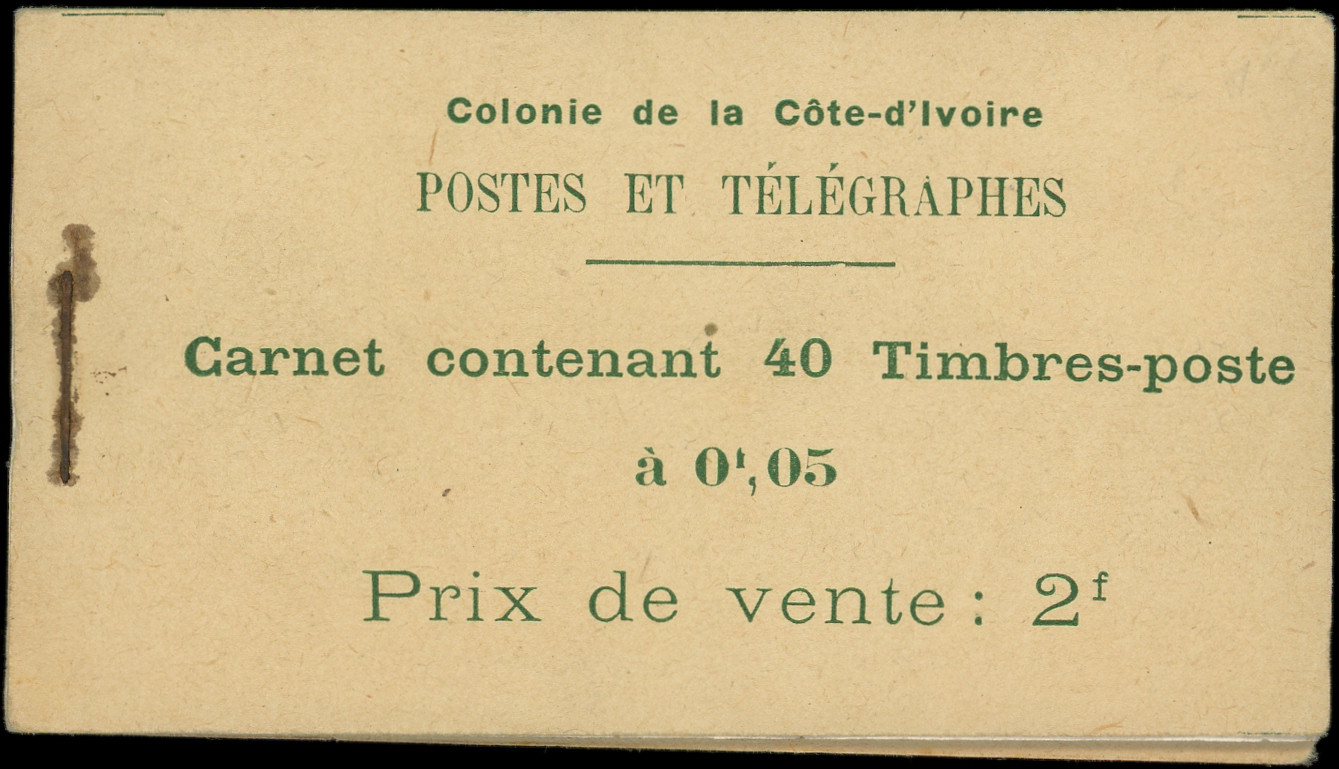 Colonie de la Côte-d'Ivoire
POSTES ET TÉLÉGRAPHES
Carnet contenant 40 Timbres-poste
à 0f,05
Prix de vente : 2f